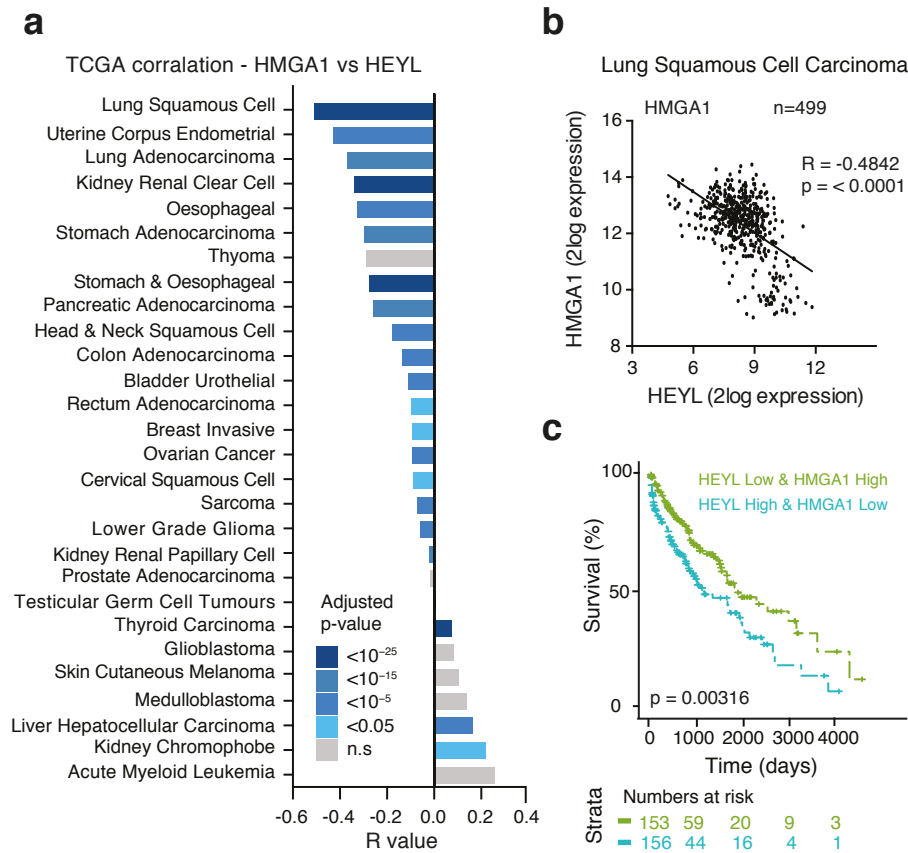 a
TCGA corralation - HMGA1 vs HEYL
Lung Squamous Cell
Uterine Corpus Endometrial
Lung Adenocarcinoma
Kidney Renal Clear Cell
Oesophageal
Stomach Adenocarcinoma
Thyoma
Stomach & Oesophageal
Pancreatic Adenocarcinoma
Head & Neck Squamous Cell
Colon Adenocarcinoma
Bladder Urothelial
Rectum Adenocarcinoma
Breast Invasive
Ovarian Cancer
Cervical Squamous Cell
Sarcoma
Lower Grade Glioma
Kidney Renal Papillary Cell
Prostate Adenocarcinoma
Testicular Germ Cell Tumours
Thyroid Carcinoma
Glioblastoma
Skin Cutaneous Melanoma
Medulloblastoma
Liver Hepatocellular Carcinoma
Kidney Chromophobe
Acute Myeloid Leukemia
Adjusted
p-value
<10⁻²⁵
<10⁻¹⁵
<10⁻⁵
<0.05
n.s
-0.6 -0.4 -0.2 0.0 0.2 0.4
R value
b
Lung Squamous Cell Carcinoma
HMGA1 n=499
R = -0.4842
p = < 0.0001
HMGA1 (2log expression)
16
14
12
10
8
3 6 9 12
HEYL (2log expression)
c
HEYL Low & HMGA1 High
HEYL High & HMGA1 Low
Survival (%)
100
50
0
p = 0.00316
0 1000 2000 3000 4000
Time (days)
Strata
Numbers at risk
153 59 20 9 3
156 44 16 4 1